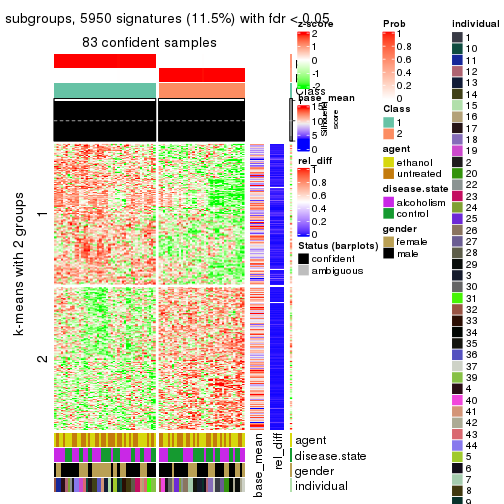 subgroups, 5950 signatures (11.5%) with fdr < 0.05
83 confident samples
k-means with 2 groups
1
2
Class
Silhouette
score
base_mean
rel_diff
agent
disease.state
gender
individual
z-score
2
1
0
-1
-2
base_mean
15
10
5
0
rel_diff
1
0.8
0.6
0.4
0.2
0
Status (barplots)
confident
ambiguous
Prob
1
0.8
0.6
0.4
0.2
0
Class
1
2
agent
ethanol
untreated
disease.state
alcoholism
control
gender
female
male
individual
1
10
11
12
13
14
15
16
17
18
19
2
20
22
23
24
25
26
27
28
29
3
30
31
32
33
34
35
36
37
39
4
40
41
42
43
44
5
6
7
8
9